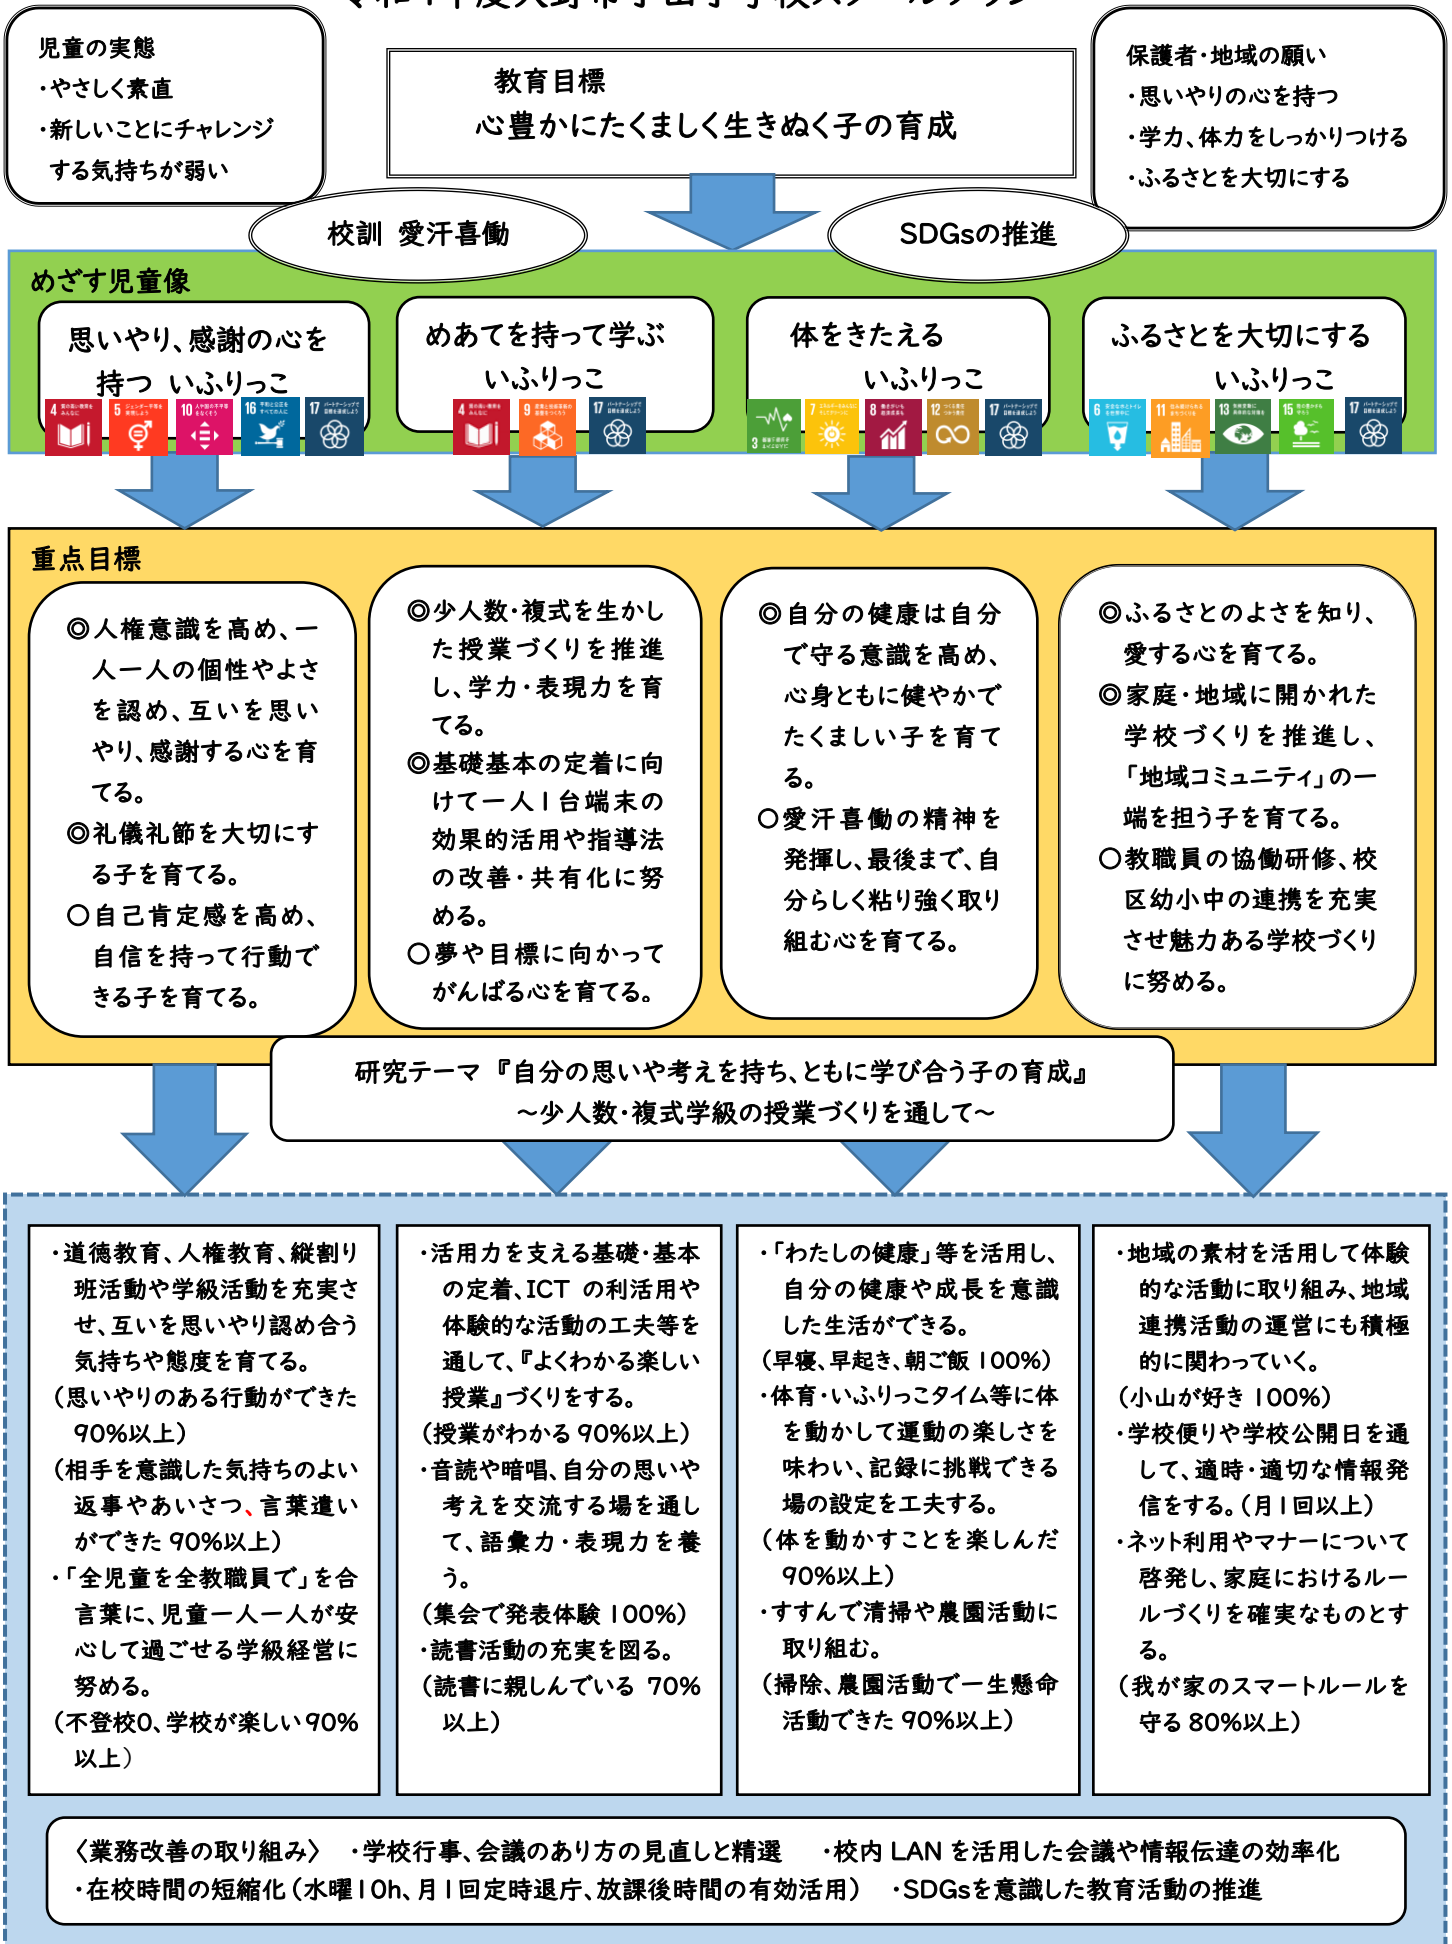 児童の実態
・やさしく素直
・新しいことにチャレンジ
する気持ちが弱い
教育目標
心豊かにたくましく生きぬく子の育成
保護者・地域の願い
・思いやりの心を持つ
・学力、体力をしっかりつける
・ふるさとを大切にする
校訓 愛汗喜働
SDGsの推進
めざす児童像
思いやり、感謝の心を
持つ いふりっこ
4 5 10 16 17
めあてを持って学ぶ
いふりっこ
4 9 17
体をきたえる
いふりっこ
3 7 8 12 17
ふるさとを大切にする
いふりっこ
6 11 13 15 17
重点目標
◎人権意識を高め、一
人一人の個性やよさ
を認め、互いを思い
やり、感謝する心を育
てる。
◎礼儀礼節を大切にす
る子を育てる。
○自己肯定感を高め、
自信を持って行動で
きる子を育てる。
◎少人数・複式を生かし
た授業づくりを推進
し、学力・表現力を育
てる。
◎基礎基本の定着に向
けて一人1台端末の
効果的活用や指導法
の改善・共有化に努
める。
○夢や目標に向かって
がんばる心を育てる。
◎自分の健康は自分
で守る意識を高め、
心身ともに健やかで
たくましい子を育て
る。
○愛汗喜働の精神を
発揮し、最後まで、自
分らしく粘り強く取り
組む心を育てる。
◎ふるさとのよさを知り、
愛する心を育てる。
◎家庭・地域に開かれた
学校づくりを推進し、
「地域コミュニティ」の一
端を担う子を育てる。
○教職員の協働研修、校
区幼小中の連携を充実
させ魅力ある学校づくり
に努める。
研究テーマ『自分の思いや考えを持ち、ともに学び合う子の育成』
～少人数・複式学級の授業づくりを通して～
・道徳教育、人権教育、縦割り
班活動や学級活動を充実さ
せ、互いを思いやり認め合う
気持ちや態度を育てる。
（思いやりのある行動ができた
90%以上）
（相手を意識した気持ちのよい
返事やあいさつ、言葉遣い
ができた 90%以上）
・「全児童を全教職員で」を合
言葉に、児童一人一人が安
心して過ごせる学級経営に
努める。
（不登校0、学校が楽しい90%
以上）
・活用力を支える基礎・基本
の定着、ICT の利活用や
体験的な活動の工夫等を
通して、『よくわかる楽しい
授業』づくりをする。
（授業がわかる 90%以上）
・音読や暗唱、自分の思いや
考えを交流する場を通し
て、語彙力・表現力を養
う。
（集会で発表体験 100%）
・読書活動の充実を図る。
（読書に親しんでいる 70%
以上）
・「わたしの健康」等を活用し、
自分の健康や成長を意識
した生活ができる。
（早寝、早起き、朝ご飯 100%）
・体育・いふりっこタイム等に体
を動かして運動の楽しさを
味わい、記録に挑戦できる
場の設定を工夫する。
（体を動かすことを楽しんだ
90%以上）
・すすんで清掃や農園活動に
取り組む。
（掃除、農園活動で一生懸命
活動できた 90%以上）
・地域の素材を活用して体験
的な活動に取り組み、地域
連携活動の運営にも積極
的に関わっていく。
（小山が好き 100%）
・学校便りや学校公開日を通
して、適時・適切な情報発
信をする。（月1回以上）
・ネット利用やマナーについて
啓発し、家庭におけるルー
ルづくりを確実なものとす
る。
（我が家のスマートルールを
守る 80%以上）
〈業務改善の取り組み〉 ・学校行事、会議のあり方の見直しと精選 ・校内 LAN を活用した会議や情報伝達の効率化
・在校時間の短縮化（水曜10h、月1回定時退庁、放課後時間の有効活用） ・SDGsを意識した教育活動の推進